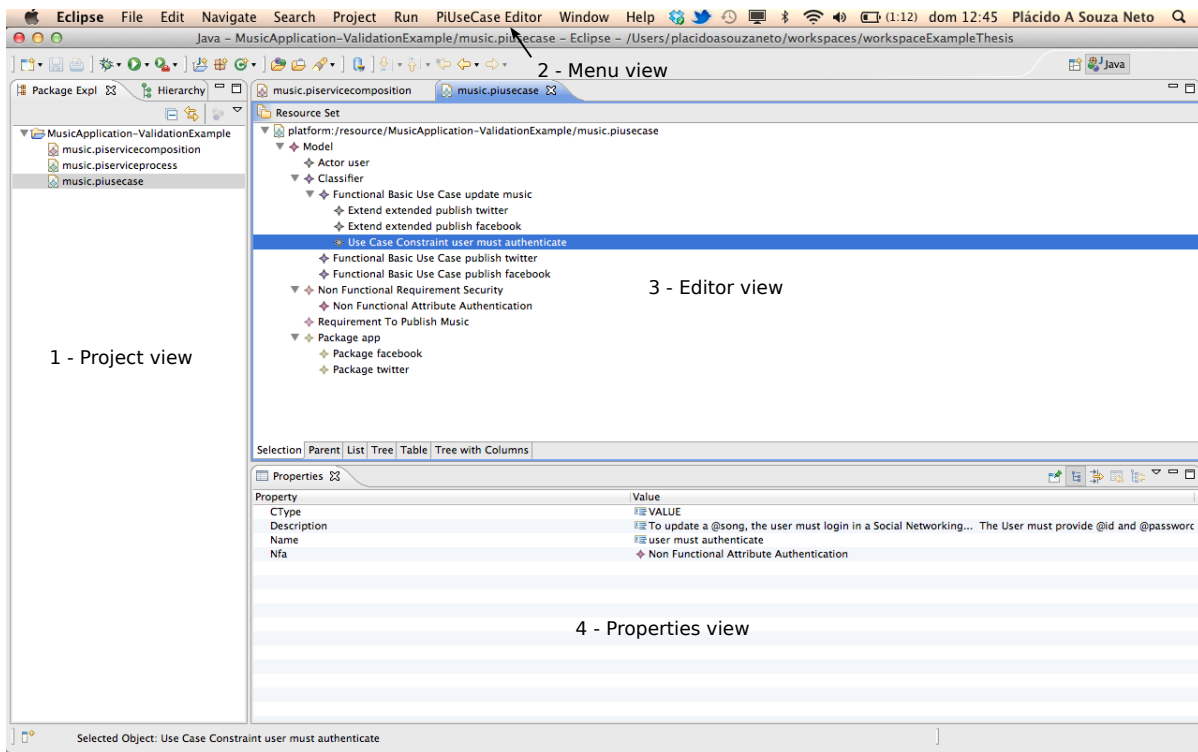 Eclipse File Edit Navigate Search Project Run PiUseCase Editor Window Help (1:12) dom 12:45 Plácido A Souza Neto
Java – MusicApplication-ValidationExample/music.piusecase – Eclipse – /Users/placidoasouzaneto/workspaces/workspaceExampleThesis
2 - Menu view
Java
Package Expl
Hierarchy
music.piservicecomposition
music.piusecase
Resource Set
MusicApplication-ValidationExample
music.piservicecomposition
music.piserviceprocess
music.piusecase
1 - Project view
platform:/resource/MusicApplication-ValidationExample/music.piusecase
Model
Actor user
Classifier
Functional Basic Use Case update music
Extend extended publish twitter
Extend extended publish facebook
Use Case Constraint user must authenticate
Functional Basic Use Case publish twitter
Functional Basic Use Case publish facebook
Non Functional Requirement Security
Non Functional Attribute Authentication
Requirement To Publish Music
Package app
Package facebook
Package twitter
3 - Editor view
Selection Parent List Tree Table Tree with Columns
Properties
Property Value
CType VALUE
Description To update a @song, the user must login in a Social Networking... The User must provide @id and @passworc
Name user must authenticate
Nfa Non Functional Attribute Authentication
4 - Properties view
Selected Object: Use Case Constraint user must authenticate